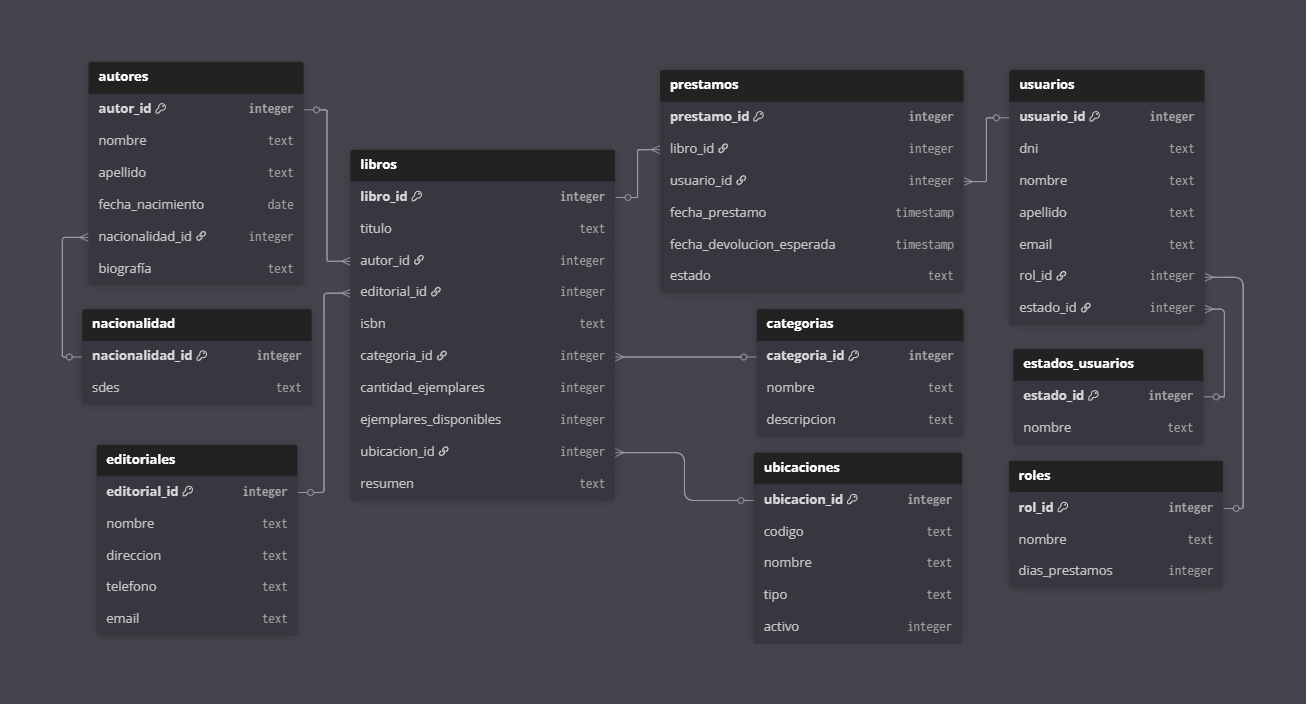 autores
autor_id integer
nombre text
apellido text
fecha_nacimiento date
nacionalidad_id integer
biografía text
nacionalidad
nacionalidad_id integer
sdes text
editoriales
editorial_id integer
nombre text
direccion text
telefono text
email text
libros
libro_id integer
titulo text
autor_id integer
editorial_id integer
isbn text
categoria_id integer
cantidad_ejemplares integer
ejemplares_disponibles integer
ubicacion_id integer
resumen text
prestamos
prestamo_id integer
libro_id integer
usuario_id integer
fecha_prestamo timestamp
fecha_devolucion_esperada timestamp
estado text
categorias
categoria_id integer
nombre text
descripcion text
ubicaciones
ubicacion_id integer
codigo text
nombre text
tipo text
activo integer
usuarios
usuario_id integer
dni text
nombre text
apellido text
email text
rol_id integer
estado_id integer
estados_usuarios
estado_id integer
nombre text
roles
rol_id integer
nombre text
dias_prestamos integer